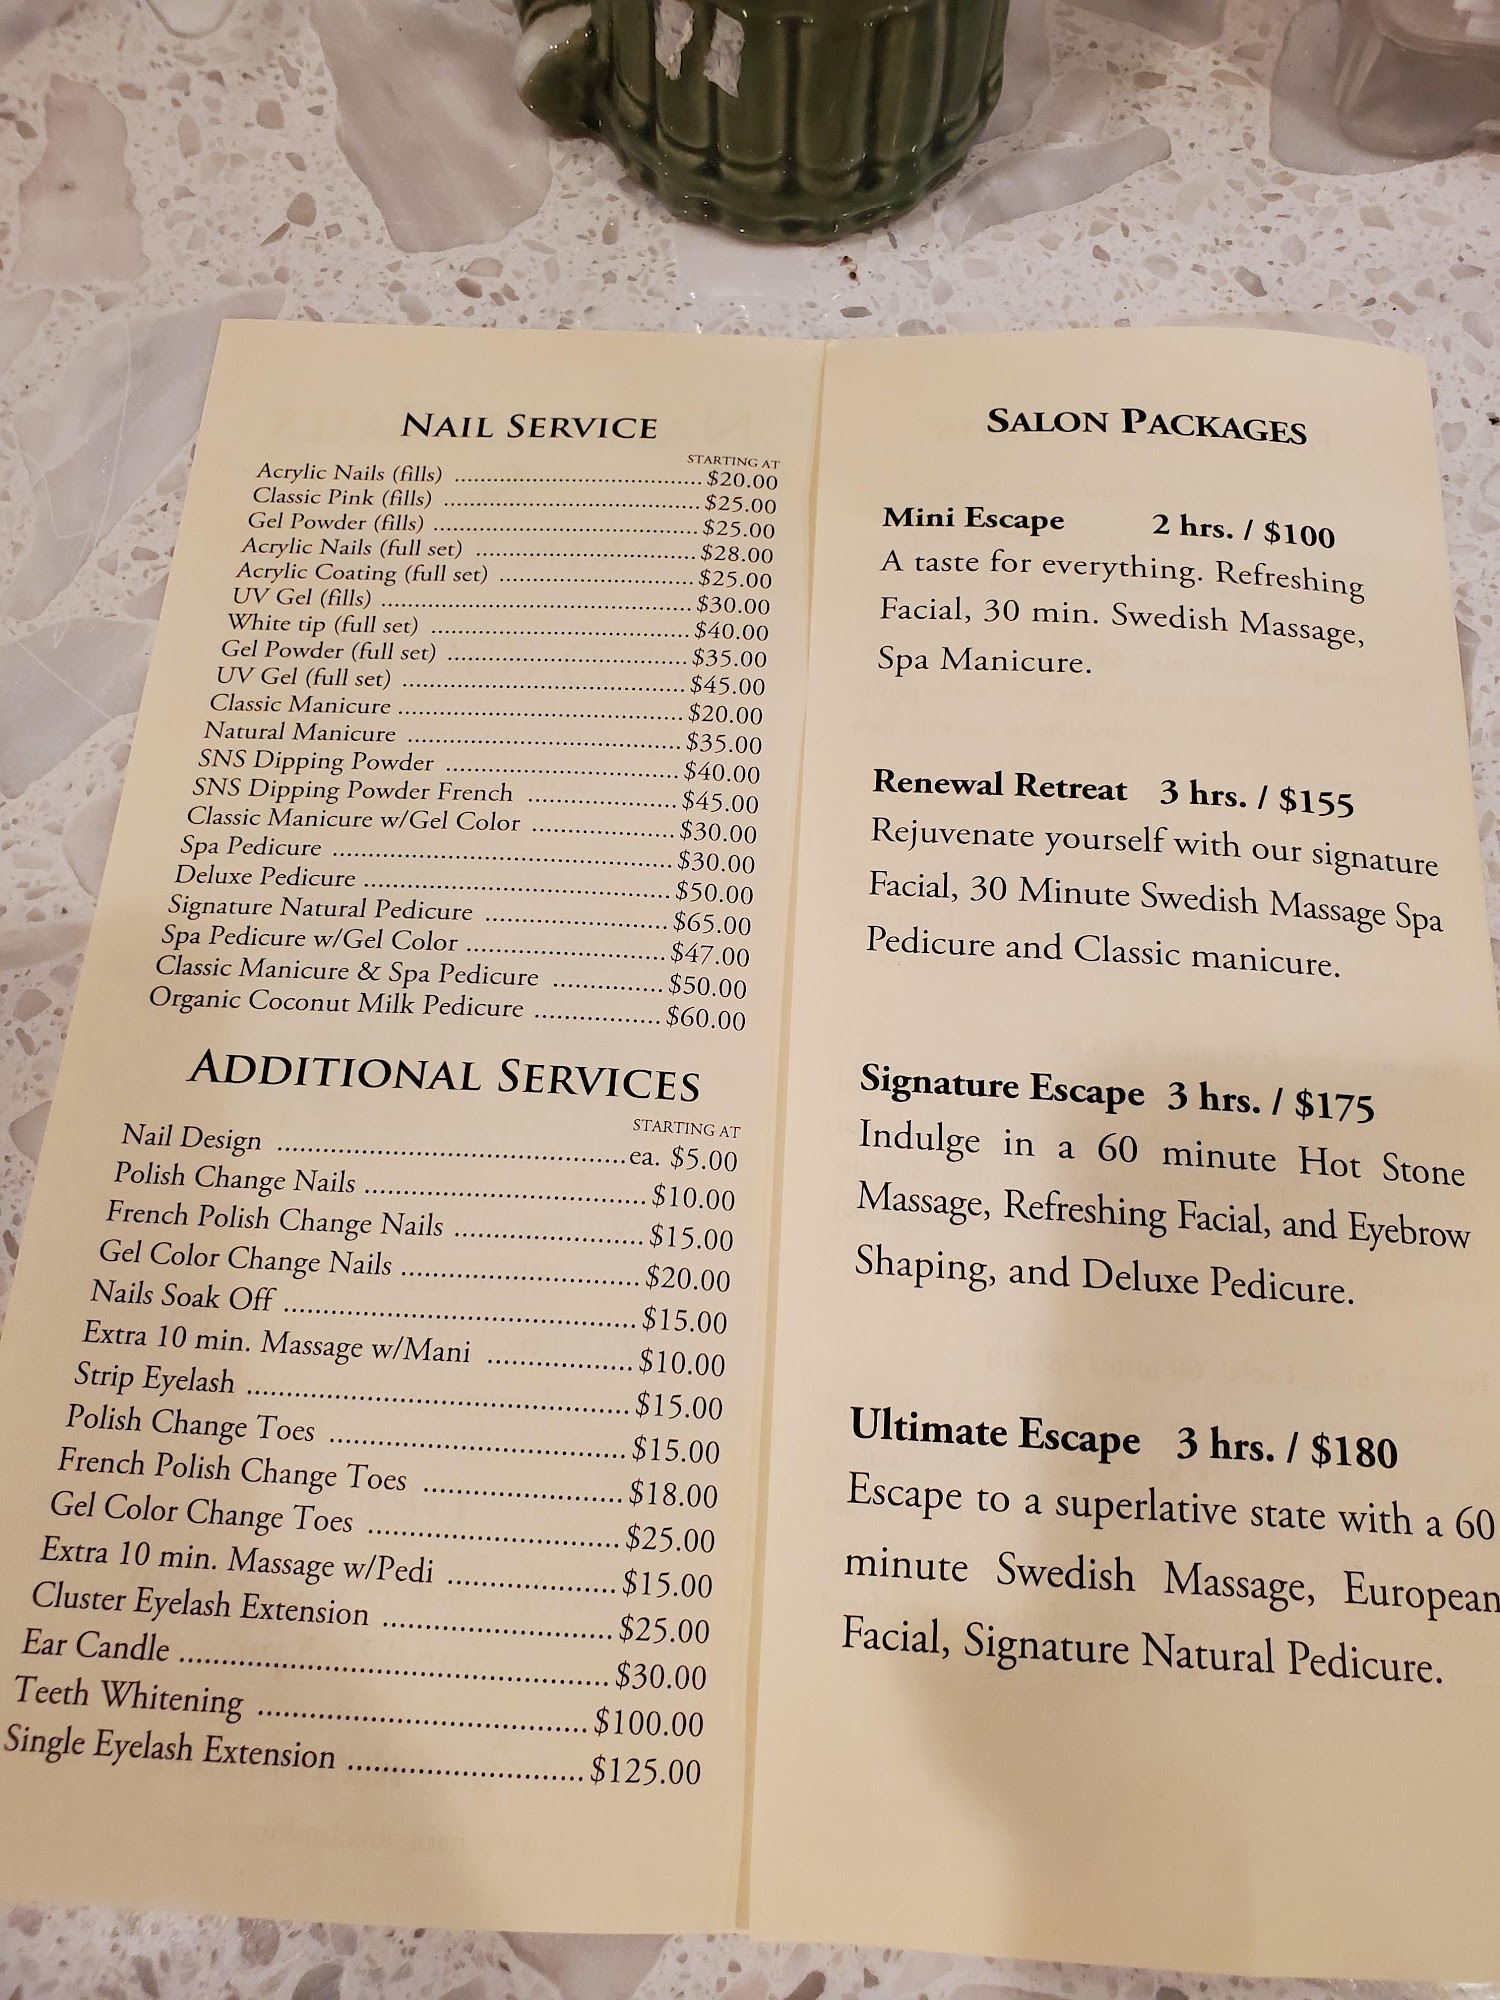 NAIL SERVICE
STARTING AT
Acrylic Nails (fills) ........ $20.00
Classic Pink (fills) ........ $25.00
Gel Powder (fills) ........ $25.00
Acrylic Nails (full set) ........ $28.00
Acrylic Coating (full set) ........ $25.00
UV Gel (fills) ........ $30.00
White tip (full set) ........ $40.00
Gel Powder (full set) ........ $35.00
UV Gel (full set) ........ $45.00
Classic Manicure ........ $20.00
Natural Manicure ........ $35.00
SNS Dipping Powder ........ $40.00
SNS Dipping Powder French ........ $45.00
Classic Manicure w/Gel Color ........ $30.00
Spa Pedicure ........ $30.00
Deluxe Pedicure ........ $50.00
Signature Natural Pedicure ........ $65.00
Spa Pedicure w/Gel Color ........ $47.00
Classic Manicure & Spa Pedicure ........ $50.00
Organic Coconut Milk Pedicure ........ $60.00
ADDITIONAL SERVICES
STARTING AT
Nail Design ........ ea. $5.00
Polish Change Nails ........ $10.00
French Polish Change Nails ........ $15.00
Gel Color Change Nails ........ $20.00
Nails Soak Off ........ $15.00
Extra 10 min. Massage w/Mani ........ $10.00
Strip Eyelash ........ $15.00
Polish Change Toes ........ $15.00
French Polish Change Toes ........ $18.00
Gel Color Change Toes ........ $25.00
Extra 10 min. Massage w/Pedi ........ $15.00
Cluster Eyelash Extension ........ $25.00
Ear Candle ........ $30.00
Teeth Whitening ........ $100.00
Single Eyelash Extension ........ $125.00
SALON PACKAGES
Mini Escape 2 hrs. / $100
A taste for everything. Refreshing
Facial, 30 min. Swedish Massage,
Spa Manicure.
Renewal Retreat 3 hrs. / $155
Rejuvenate yourself with our signature
Facial, 30 Minute Swedish Massage Spa
Pedicure and Classic manicure.
Signature Escape 3 hrs. / $175
Indulge in a 60 minute Hot Stone
Massage, Refreshing Facial, and Eyebrow
Shaping, and Deluxe Pedicure.
Ultimate Escape 3 hrs. / $180
Escape to a superlative state with a 60
minute Swedish Massage, European
Facial, Signature Natural Pedicure.